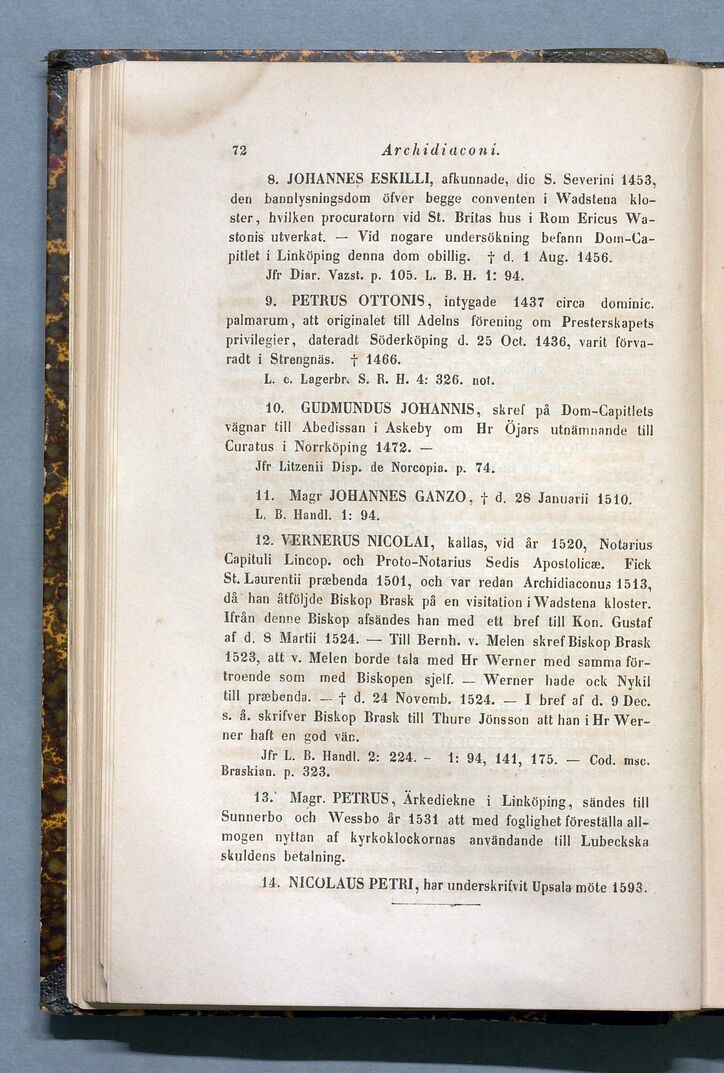 72 Archidiaconi.
8. JOHANNES ESKILLI, afkunnade, die S. Severini 1453,
den bannlysningsdom öfver begge conventen i Wadstena klo-
ster, hvilken procuratorn vid St. Britas hus i Rom Ericus Wa-
stonis utverkat. — Vid nogare undersökning befann Dom-Ca-
pitlet i Linköping denna dom obillig. † d. 1 Aug. 1456.
Jfr Diar. Vazst. p. 105. L. B. H. 1: 94.
9. PETRUS OTTONIS, intygade 1437 circa dominic.
palmarum, att originalet till Adelns förening om Presterskapets
privilegier, dateradt Söderköping d. 25 Oct. 1436, varit förva-
radt i Strengnäs. † 1466.
L. c. Lagerbr. S. R. H. 4: 326. not.
10. GUDMUNDUS JOHANNIS, skref på Dom-Capitlets
vägnar till Abedissan i Askeby om Hr Öjars utnämnande till
Curatus i Norrköping 1472. —
Jfr Litzenii Disp. de Norcopia. p. 74.
11. Magr JOHANNES GANZO, † d. 28 Januarii 1510.
L. B. Handl. 1: 94.
12. VERNERUS NICOLAI, kallas, vid år 1520, Notarius
Capituli Lincop. och Proto-Notarius Sedis Apostolicæ. Fick
St. Laurentii præbenda 1501, och var redan Archidiaconus 1513,
då han åtföljde Biskop Brask på en visitation i Wadstena kloster.
Ifrån denne Biskop afsändes han med ett bref till Kon. Gustaf
af d. 8 Martii 1524. — Till Bernh. v. Melen skref Biskop Brask
1523, att v. Melen borde tala med Hr Werner med samma för-
troende som med Biskopen sjelf. — Werner hade ock Nykil
till præbenda. — † d. 24 Novemb. 1524. — I bref af d. 9 Dec.
s. å. skrifver Biskop Brask till Thure Jönsson att han i Hr Wer-
ner haft en god vän.
Jfr L. B. Handl. 2: 224. - 1: 94, 141, 175. — Cod. msc.
Braskian. p. 323.
13. Magr. PETRUS, Ärkediekne i Linköping, sändes till
Sunnerbo och Wessbo år 1531 att med foglighet föreställa all-
mogen nyttan af kyrkoklockornas användande till Lubeckska
skuldens betalning.
14. NICOLAUS PETRI, har underskrifvit Upsala möte 1593.